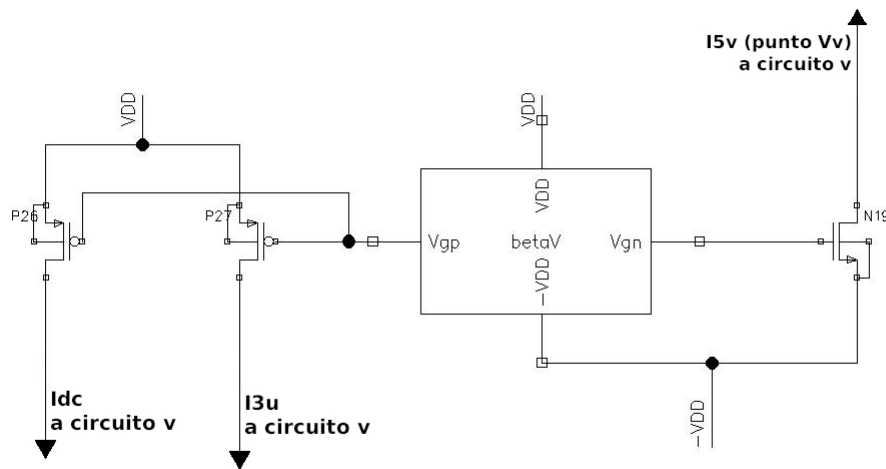 I5v (punto Vv)
a circuito v
VDD
VDD
P26
P27
N19
VDD
Vgp
betaV
Vgn
-VDD
Idc
a circuito v
I3u
a circuito v
-VDD